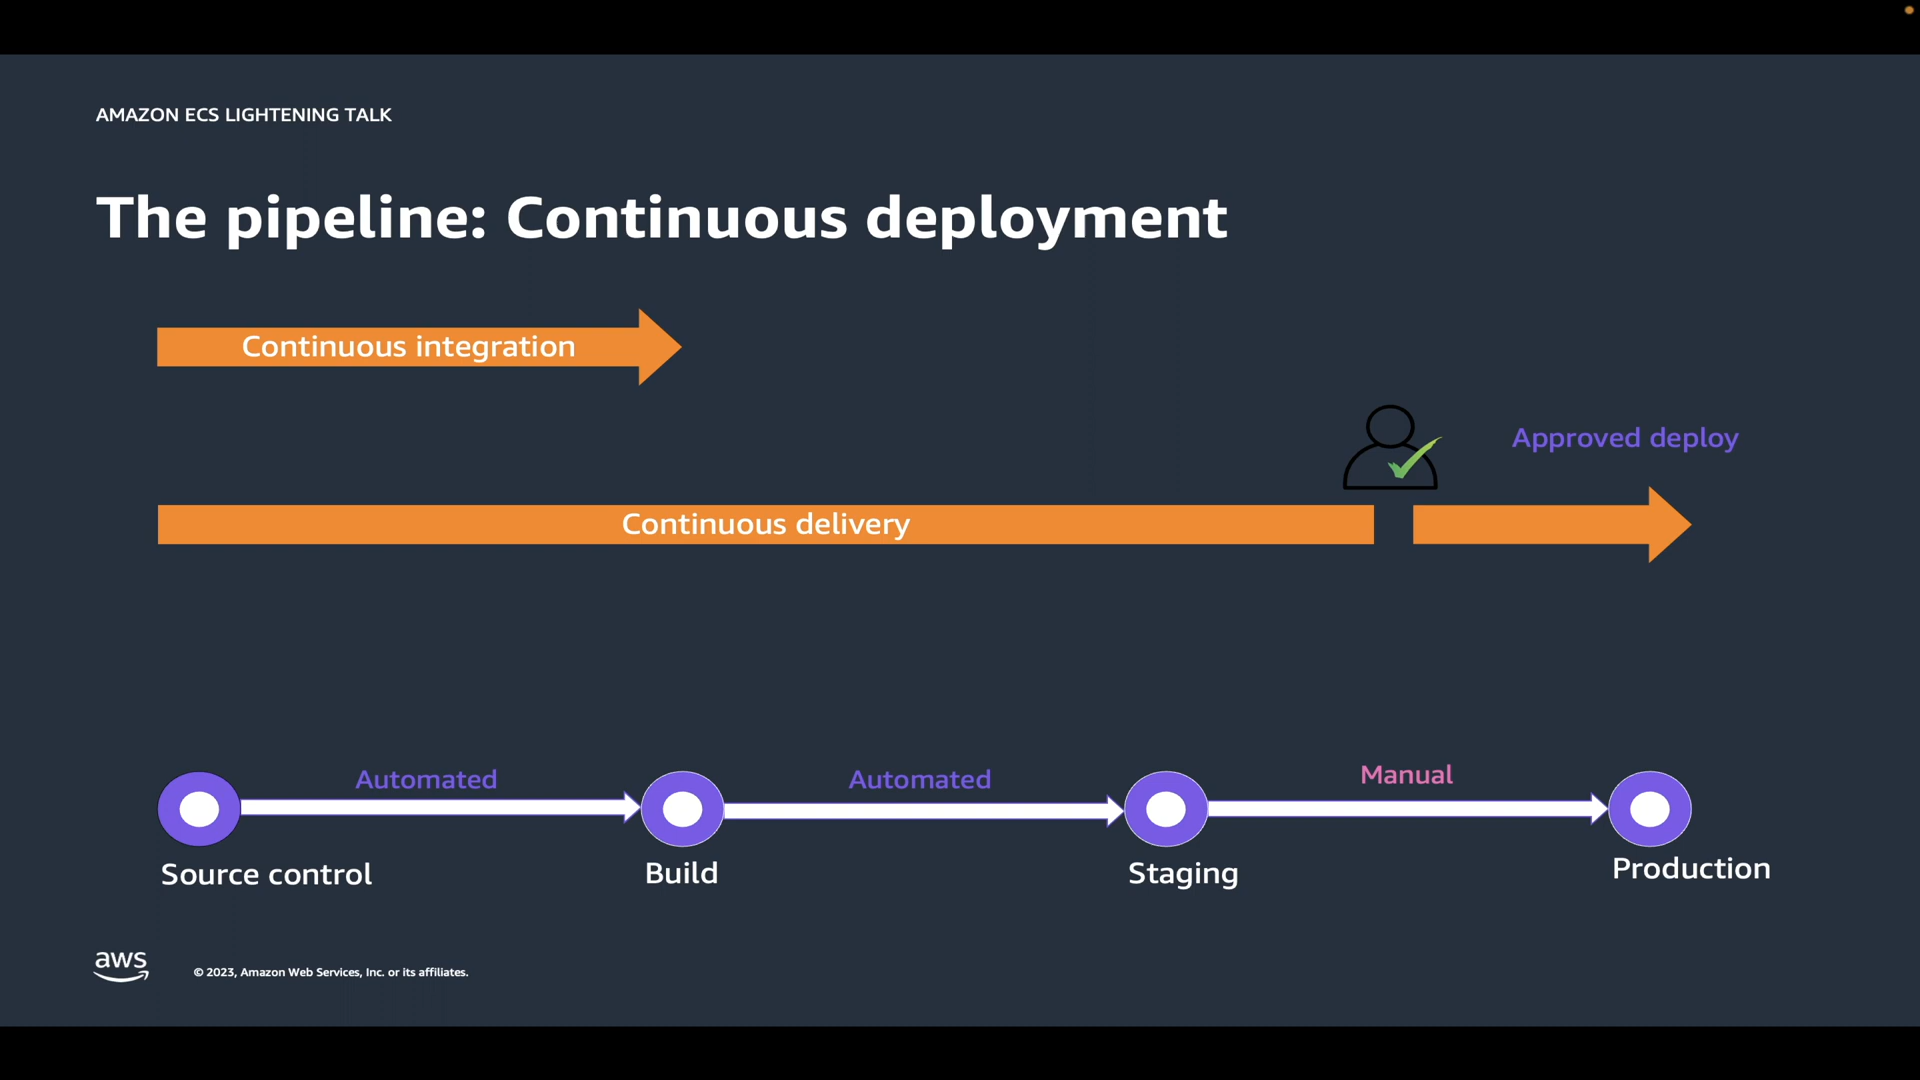 AMAZON ECS LIGHTENING TALK
The pipeline: Continuous deployment
Continuous integration
Approved deploy
Continuous delivery
Automated
Automated
Manual
Source control
Build
Staging
Production
aws
© 2023, Amazon Web Services, Inc. or its affiliates.